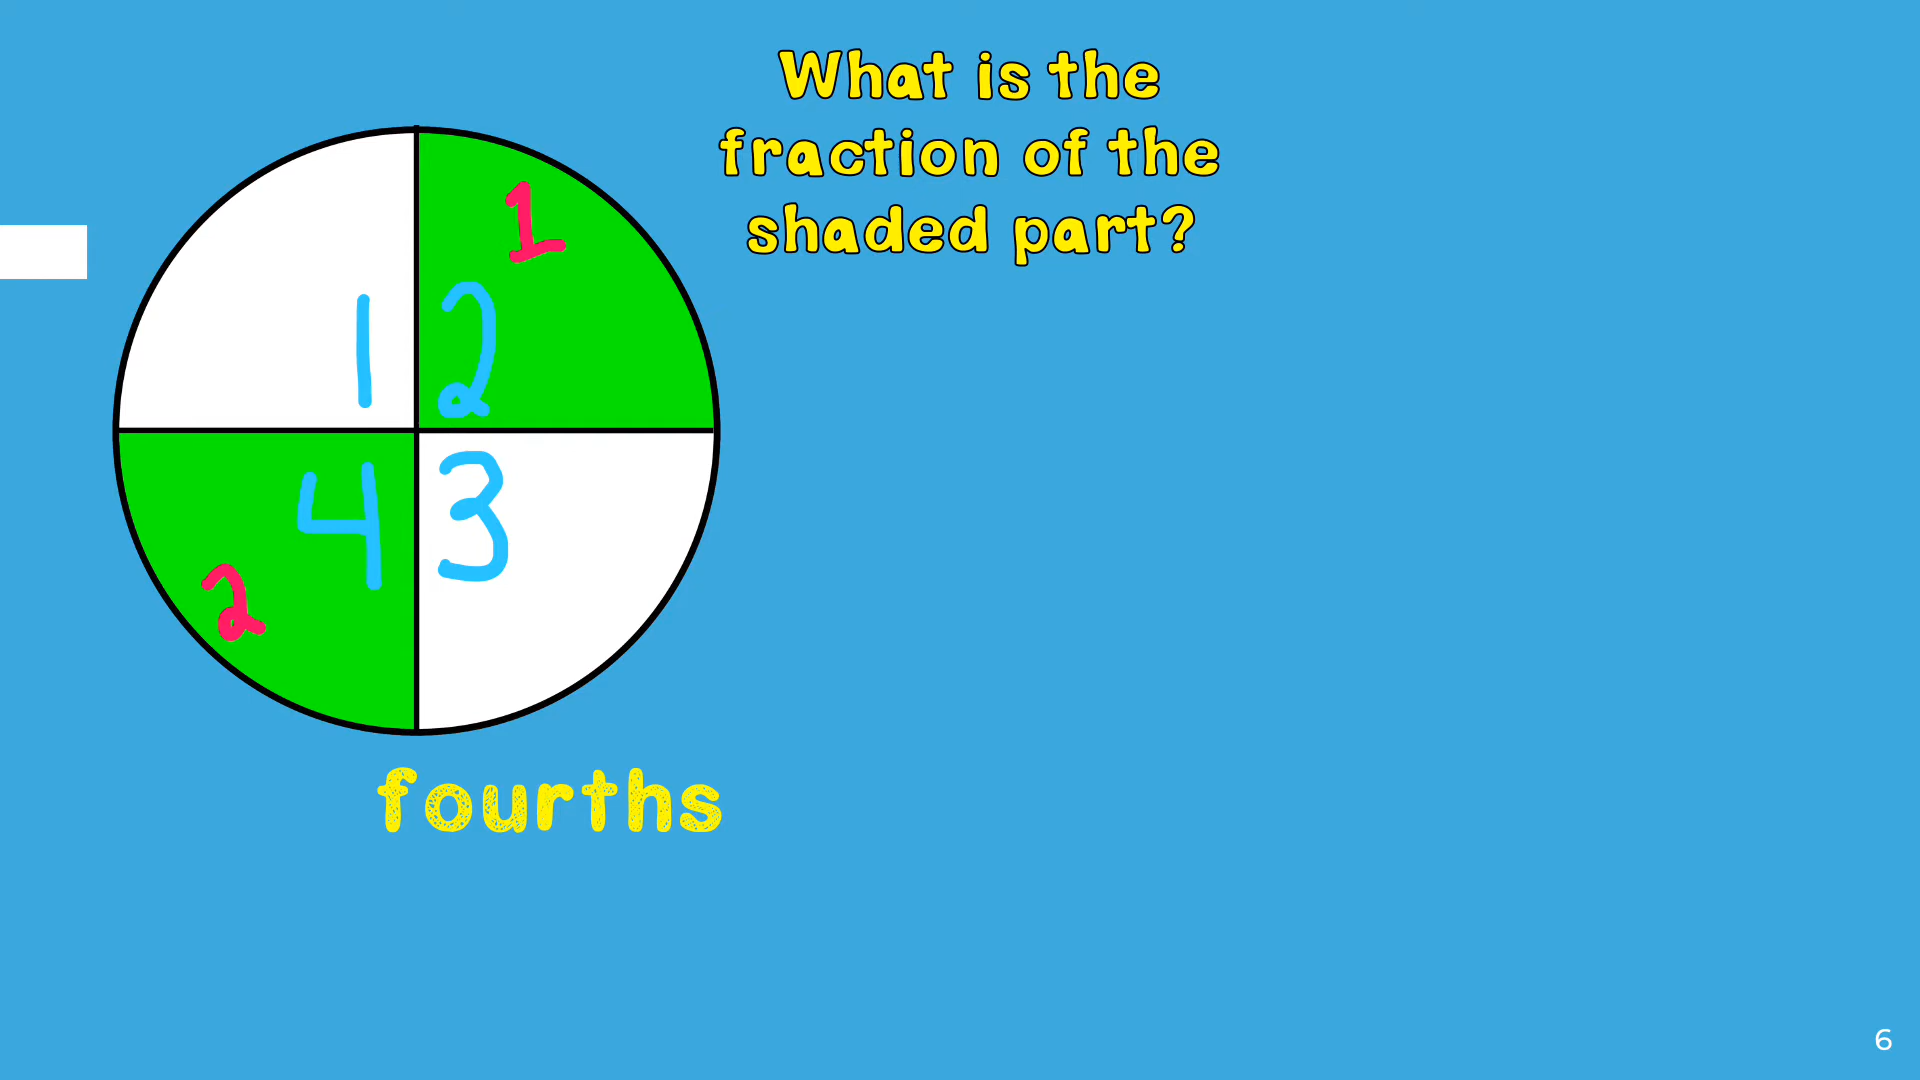 What is the
fraction of the
shaded part?
1
1 2
4 3
2
fourths
6